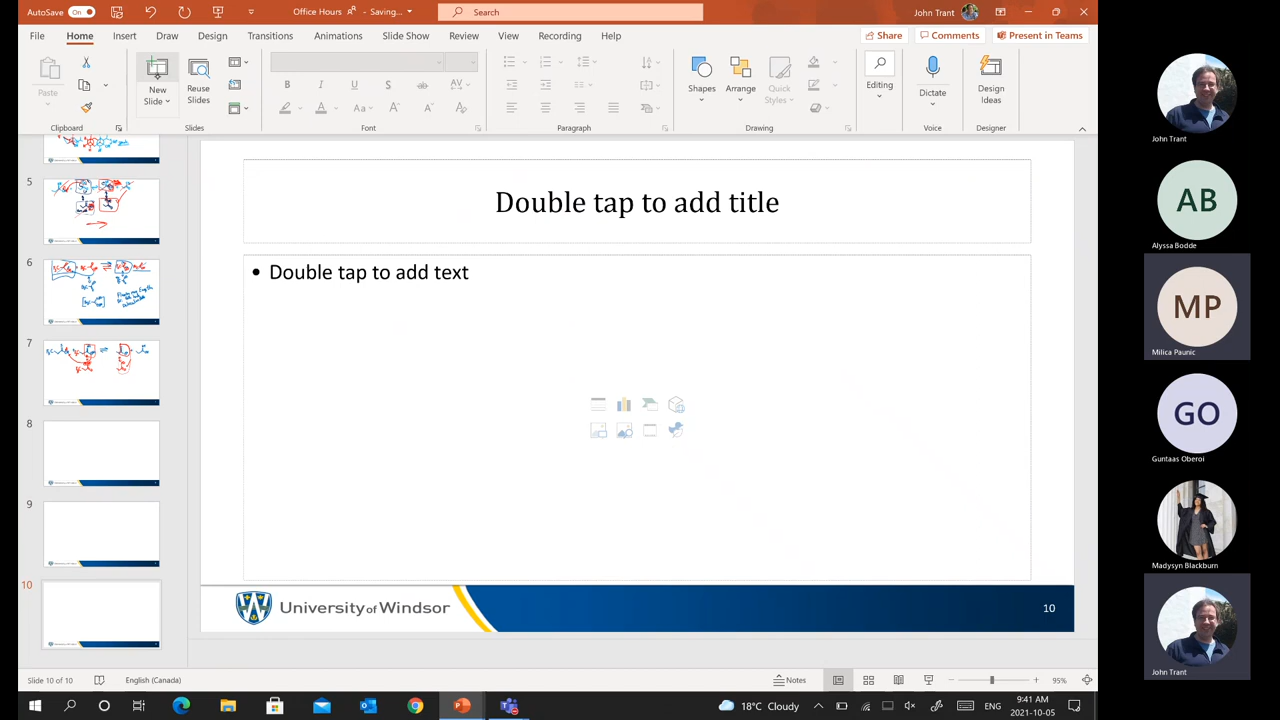 AutoSave On
Office Hours - Saving...
Search
John Trant
File Home Insert Draw Design Transitions Animations Slide Show Review View Recording Help
Share Comments Present in Teams
Paste
New Slide
Reuse Slides
B I U S ab AV
Aa A A
Shapes Arrange Quick Styles
Editing
Dictate
Design Ideas
Clipboard Slides Font Paragraph Drawing Voice Designer
5
6
7
8
9
10
Double tap to add title
• Double tap to add text
University of Windsor
10
Slide 10 of 10
English (Canada)
Notes
95%
18°C Cloudy
ENG
9:41 AM
2021-10-05
John Trant
AB
Alyssa Bodde
MP
Milica Paunic
GO
Guntaas Oberoi
Madysyn Blackburn
John Trant